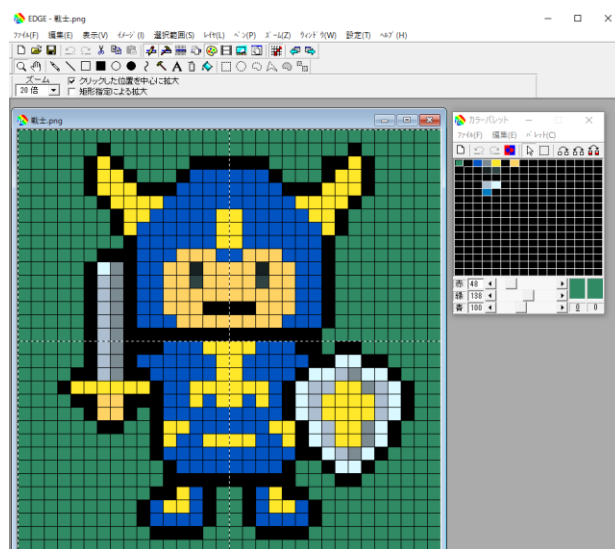 EDGE - 戦士.png
ファイル(F) 編集(E) 表示(V) イメージ(I) 選択範囲(S) レイヤ(L) ペン(P) ズーム(Z) ウィンドウ(W) 設定(T) ヘルプ(H)
ズーム
20 倍
クリックした位置を中心に拡大
矩形指定による拡大
戦士.png
カラーパレット
ファイル(F) 編集(E) パレット(C)
赤 48
緑 138
青 100
0 0